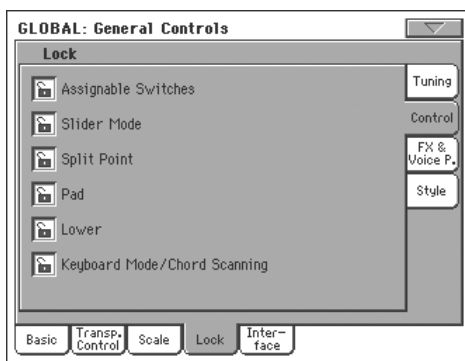 GLOBAL: General Controls
Lock
Assignable Switches
Slider Mode
Split Point
Pad
Lower
Keyboard Mode/Chord Scanning
Tuning
Control
FX &
Voice P.
Style
Basic
Transp.
Control
Scale
Lock
Inter-
face